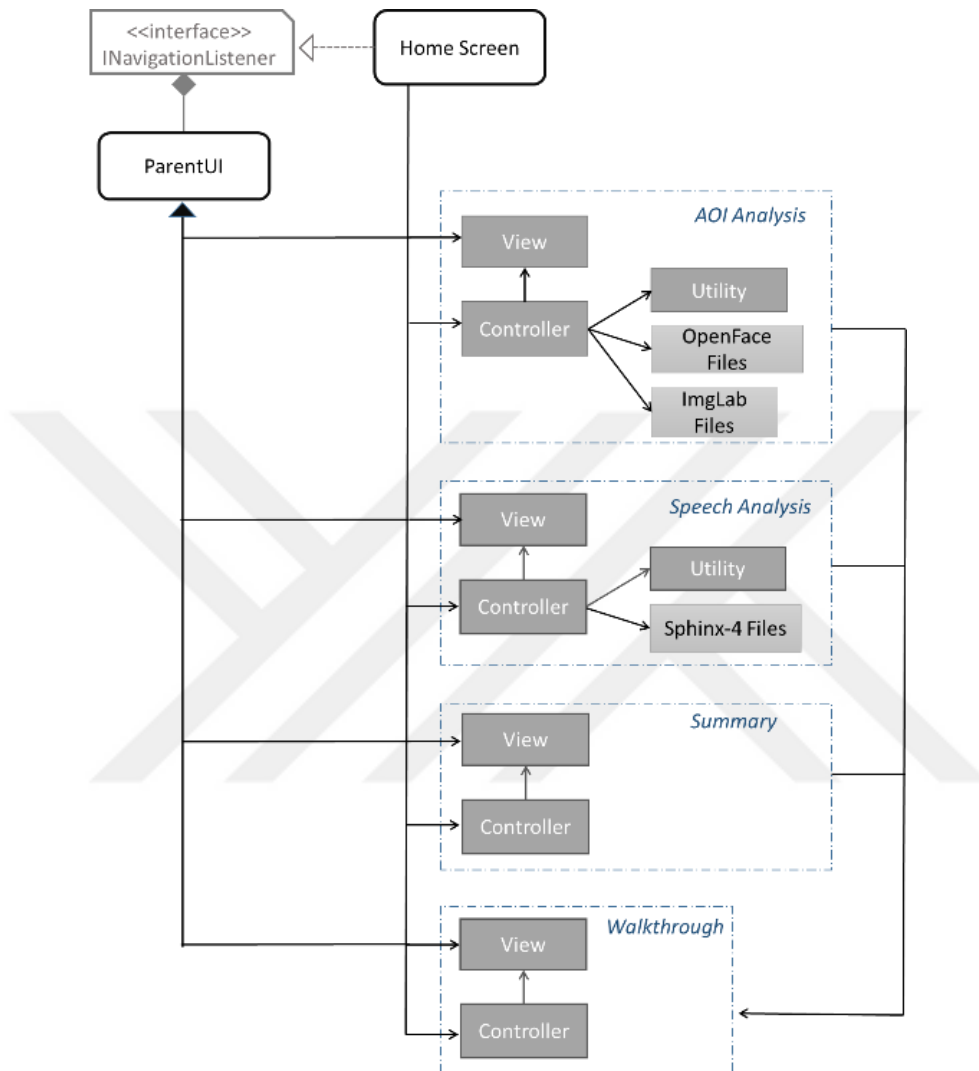 <<interface>>
INavigationListener
Home Screen
ParentUI
AOI Analysis
View
Controller
Utility
OpenFace
Files
ImgLab
Files
Speech Analysis
View
Controller
Utility
Sphinx-4 Files
Summary
View
Controller
Walkthrough
View
Controller